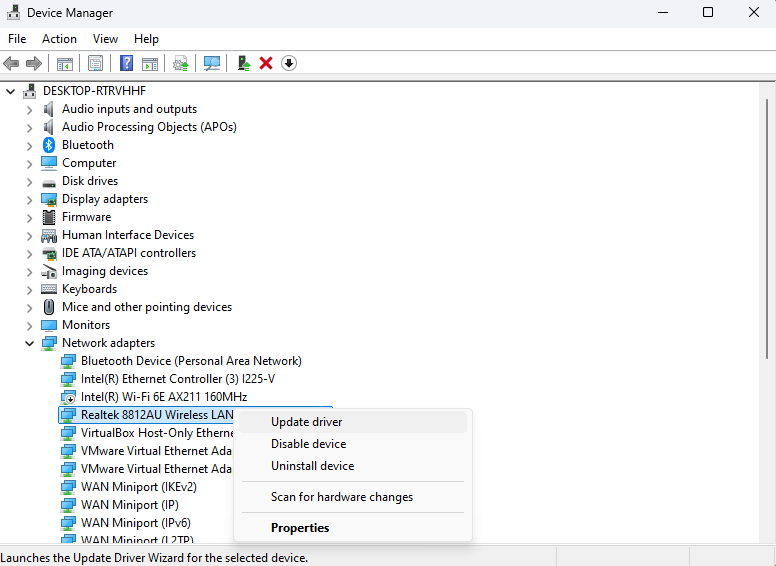 Device Manager
File Action View Help
DESKTOP-RTRVHHF
Audio inputs and outputs
Audio Processing Objects (APOs)
Bluetooth
Computer
Disk drives
Display adapters
Firmware
Human Interface Devices
IDE ATA/ATAPI controllers
Imaging devices
Keyboards
Mice and other pointing devices
Monitors
Network adapters
Bluetooth Device (Personal Area Network)
Intel(R) Ethernet Controller (3) I225-V
Intel(R) Wi-Fi 6E AX211 160MHz
Realtek 8812AU Wireless LAN
VirtualBox Host-Only Etherne
VMware Virtual Ethernet Ada
VMware Virtual Ethernet Ada
WAN Miniport (IKEv2)
WAN Miniport (IP)
WAN Miniport (IPv6)
WAN Miniport (L2TP)
Update driver
Disable device
Uninstall device
Scan for hardware changes
Properties
Launches the Update Driver Wizard for the selected device.